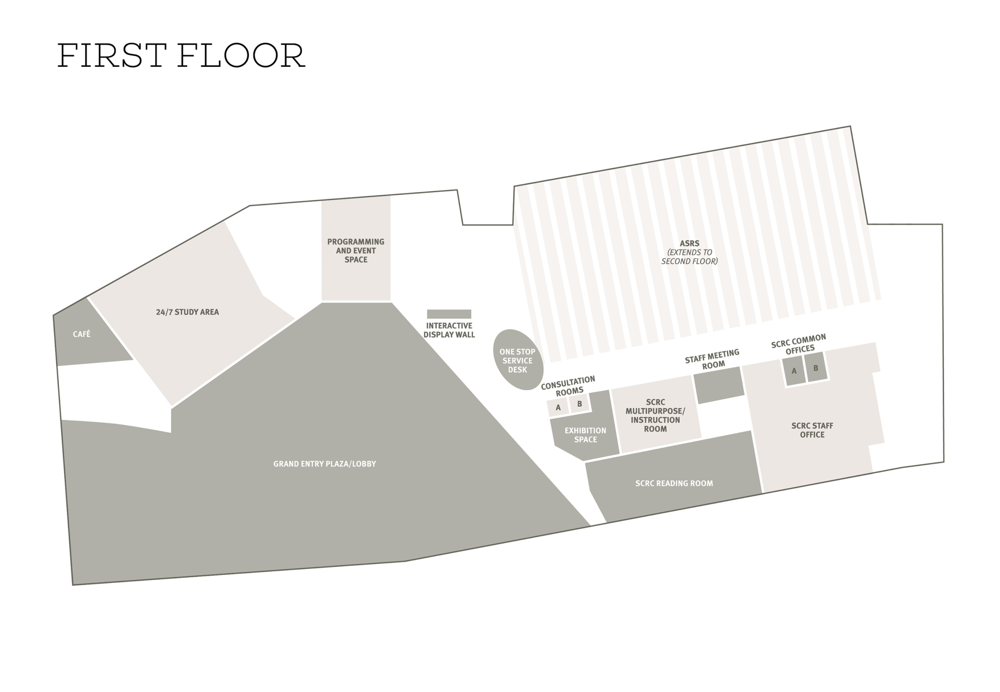 FIRST FLOOR
PROGRAMMING
AND EVENT
SPACE
ASRS
(EXTENDS TO
SECOND FLOOR)
24/7 STUDY AREA
CAFÉ
INTERACTIVE
DISPLAY WALL
ONE STOP
SERVICE
DESK
CONSULTATION
ROOMS
A
B
STAFF MEETING
ROOM
SCRC COMMON
OFFICES
A
B
SCRC
MULTIPURPOSE/
INSTRUCTION
ROOM
EXHIBITION
SPACE
SCRC STAFF
OFFICE
GRAND ENTRY PLAZA/LOBBY
SCRC READING ROOM